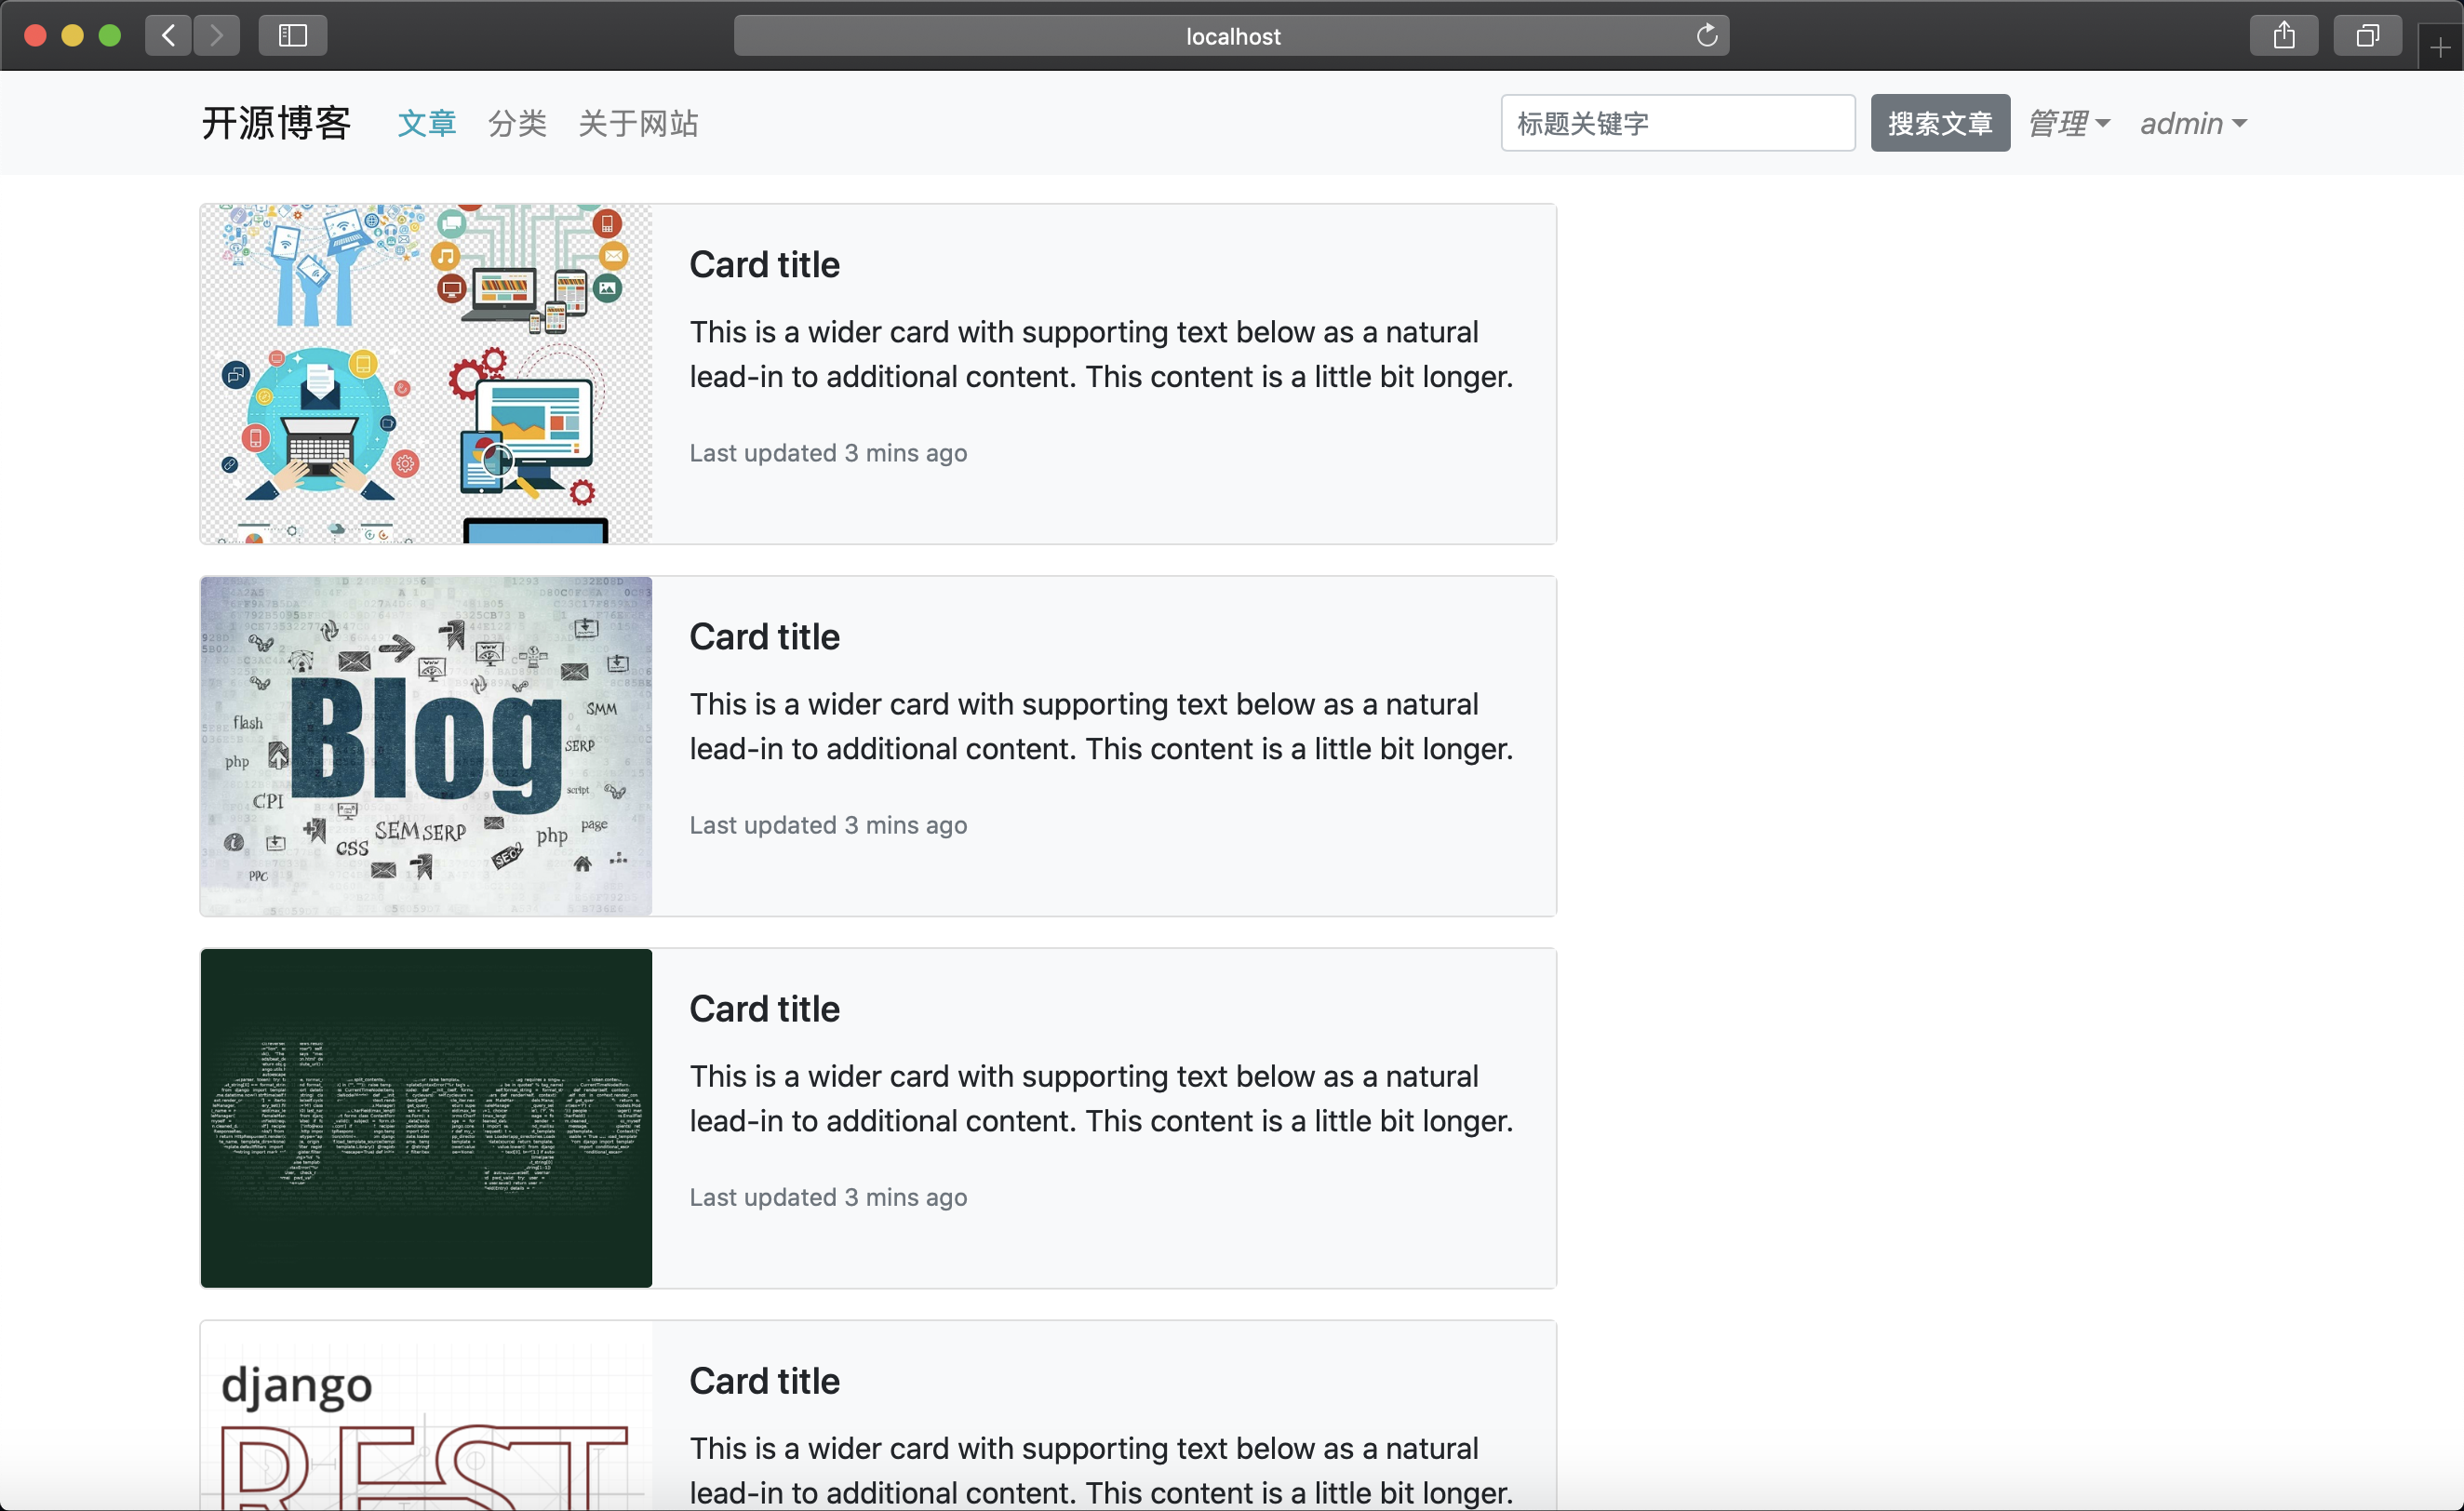 localhost
开源博客 文章 分类 关于网站 标题关键字 搜索文章 管理 admin
Card title
This is a wider card with supporting text below as a natural
lead-in to additional content. This content is a little bit longer.
Last updated 3 mins ago
Blog
flash
SMM
SERP
php
script
CPI
SEM SERP
page
php
CSS
SEO
PPC
Card title
This is a wider card with supporting text below as a natural
lead-in to additional content. This content is a little bit longer.
Last updated 3 mins ago
django
Card title
This is a wider card with supporting text below as a natural
lead-in to additional content. This content is a little bit longer.
Last updated 3 mins ago
django
REST
Card title
This is a wider card with supporting text below as a natural
lead-in to additional content. This content is a little bit longer.